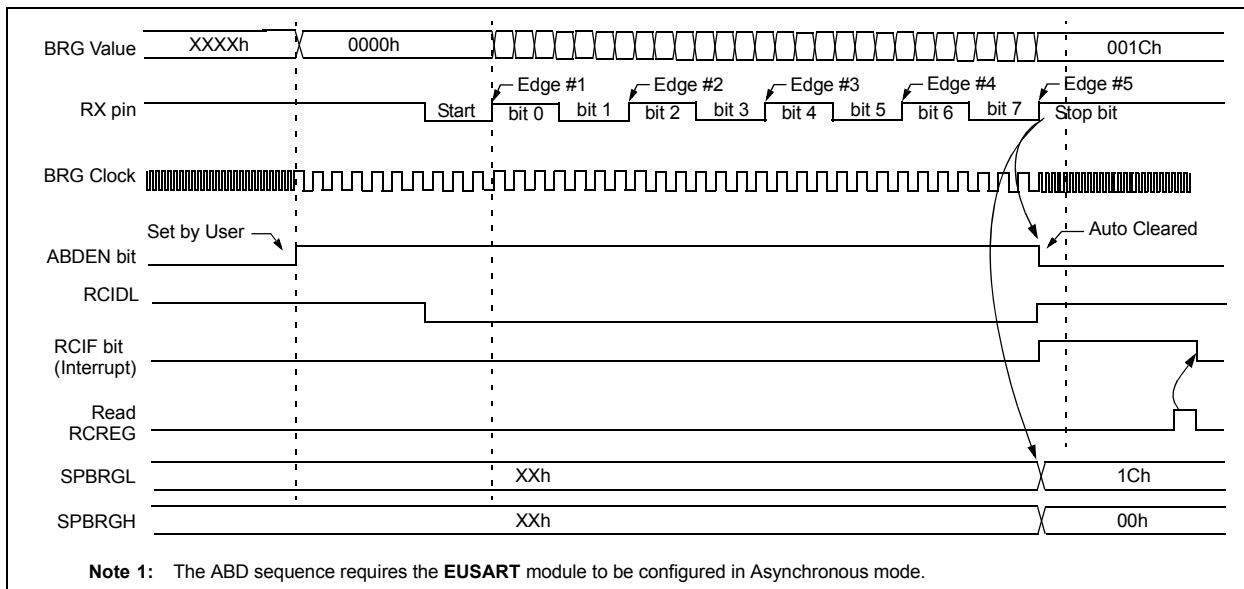 BRG Value XXXXh 0000h 001Ch
Edge #1 Edge #2 Edge #3 Edge #4 Edge #5
RX pin Start bit 0 bit 1 bit 2 bit 3 bit 4 bit 5 bit 6 bit 7 Stop bit
BRG Clock
Set by User Auto Cleared
ABDEN bit
RCIDL
RCIF bit
(Interrupt)
Read
RCREG
SPBRGL XXh 1Ch
SPBRGH XXh 00h
Note 1: The ABD sequence requires the EUSART module to be configured in Asynchronous mode.